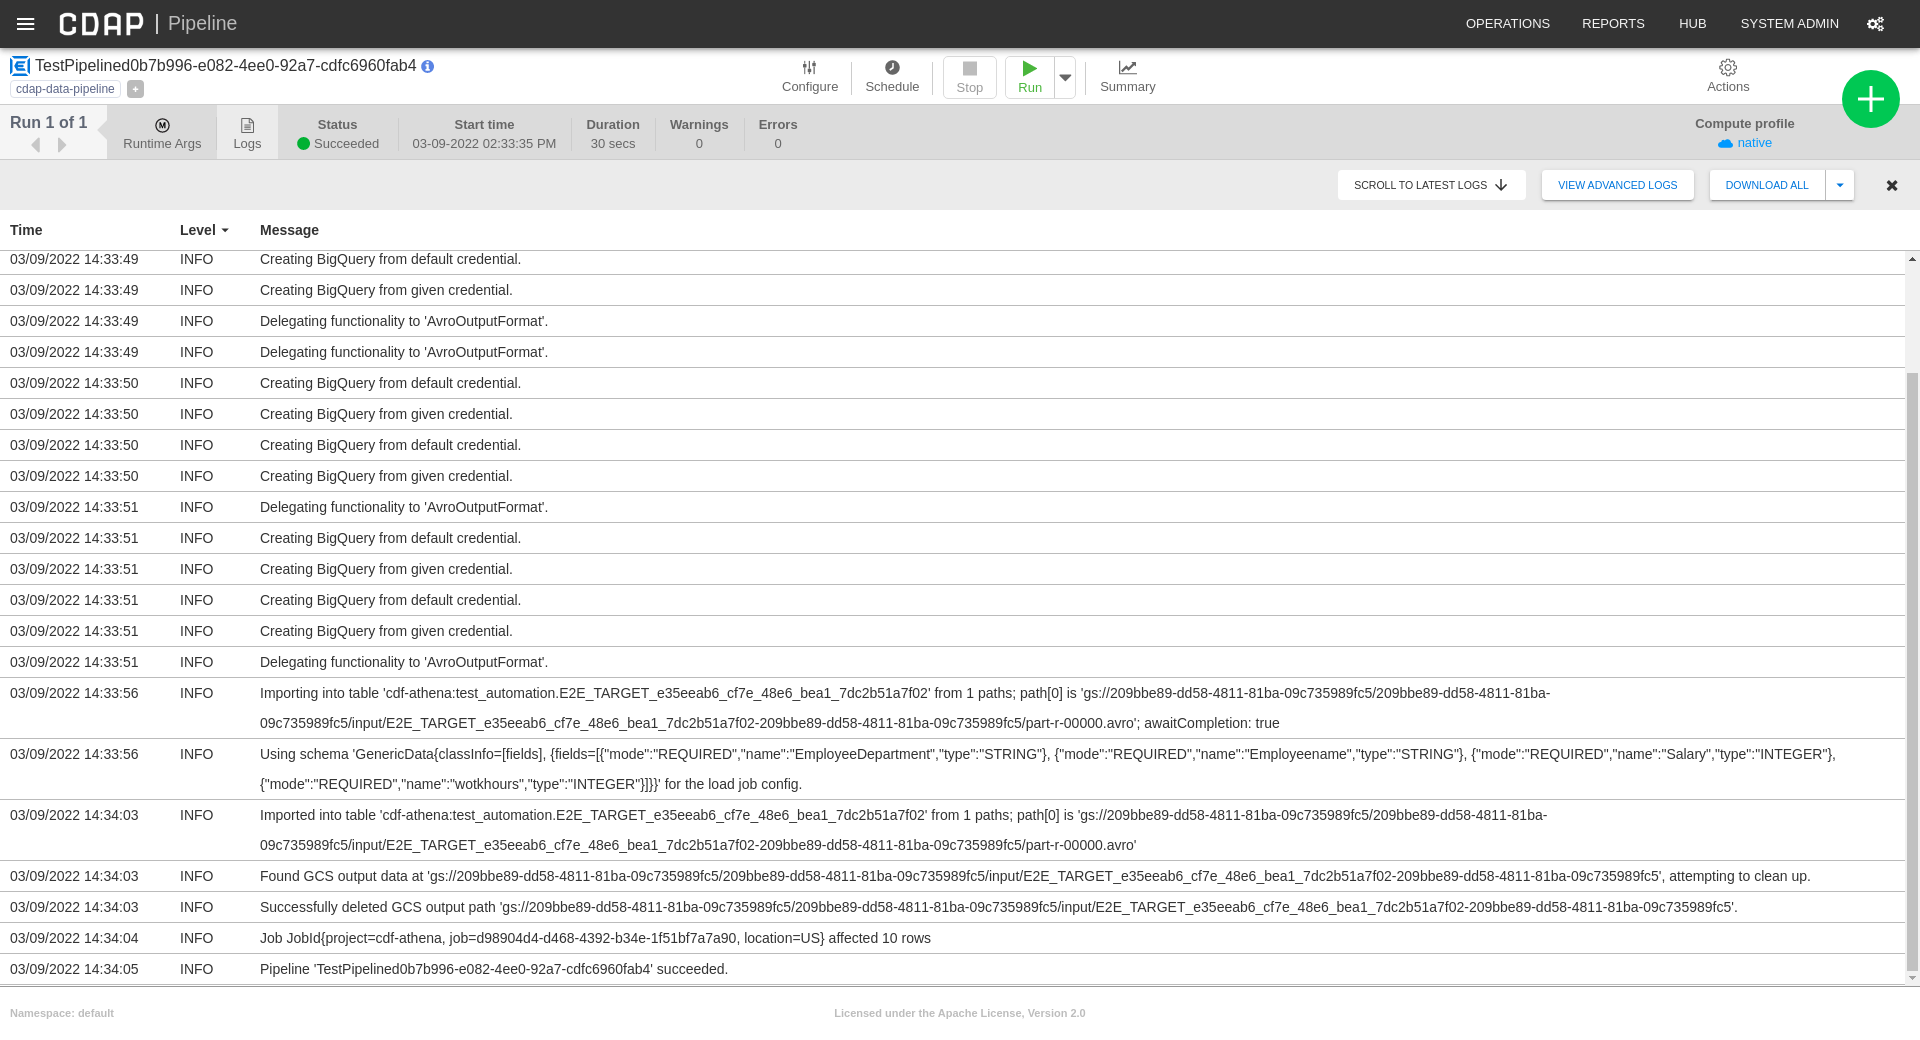 CDAP | Pipeline OPERATIONS REPORTS HUB SYSTEM ADMIN
TestPipelined0b7b996-e082-4ee0-92a7-cdfc6960fab4
cdap-data-pipeline +
Configure Schedule Stop Run Summary Actions
Run 1 of 1
Runtime Args Logs
Status Start time Duration Warnings Errors Compute profile
Succeeded 03-09-2022 02:33:35 PM 30 secs 0 0 native
SCROLL TO LATEST LOGS VIEW ADVANCED LOGS DOWNLOAD ALL
Time Level Message
03/09/2022 14:33:49 INFO Creating BigQuery from default credential.
03/09/2022 14:33:49 INFO Creating BigQuery from given credential.
03/09/2022 14:33:49 INFO Delegating functionality to 'AvroOutputFormat'.
03/09/2022 14:33:49 INFO Delegating functionality to 'AvroOutputFormat'.
03/09/2022 14:33:50 INFO Creating BigQuery from default credential.
03/09/2022 14:33:50 INFO Creating BigQuery from given credential.
03/09/2022 14:33:50 INFO Creating BigQuery from default credential.
03/09/2022 14:33:50 INFO Creating BigQuery from given credential.
03/09/2022 14:33:51 INFO Delegating functionality to 'AvroOutputFormat'.
03/09/2022 14:33:51 INFO Creating BigQuery from default credential.
03/09/2022 14:33:51 INFO Creating BigQuery from given credential.
03/09/2022 14:33:51 INFO Creating BigQuery from default credential.
03/09/2022 14:33:51 INFO Creating BigQuery from given credential.
03/09/2022 14:33:51 INFO Delegating functionality to 'AvroOutputFormat'.
03/09/2022 14:33:56 INFO Importing into table 'cdf-athena:test_automation.E2E_TARGET_e35eeab6_cf7e_48e6_bea1_7dc2b51a7f02' from 1 paths; path[0] is 'gs://209bbe89-dd58-4811-81ba-09c735989fc5/209bbe89-dd58-4811-81ba-
09c735989fc5/input/E2E_TARGET_e35eeab6_cf7e_48e6_bea1_7dc2b51a7f02-209bbe89-dd58-4811-81ba-09c735989fc5/part-r-00000.avro'; awaitCompletion: true
03/09/2022 14:33:56 INFO Using schema 'GenericData{classInfo=[fields], {fields=[{"mode":"REQUIRED","name":"EmployeeDepartment","type":"STRING"}, {"mode":"REQUIRED","name":"Employeename","type":"STRING"}, {"mode":"REQUIRED","name":"Salary","type":"INTEGER"},
{"mode":"REQUIRED","name":"wotkhours","type":"INTEGER"}]}}' for the load job config.
03/09/2022 14:34:03 INFO Imported into table 'cdf-athena:test_automation.E2E_TARGET_e35eeab6_cf7e_48e6_bea1_7dc2b51a7f02' from 1 paths; path[0] is 'gs://209bbe89-dd58-4811-81ba-09c735989fc5/209bbe89-dd58-4811-81ba-
09c735989fc5/input/E2E_TARGET_e35eeab6_cf7e_48e6_bea1_7dc2b51a7f02-209bbe89-dd58-4811-81ba-09c735989fc5/part-r-00000.avro'
03/09/2022 14:34:03 INFO Found GCS output data at 'gs://209bbe89-dd58-4811-81ba-09c735989fc5/209bbe89-dd58-4811-81ba-09c735989fc5/input/E2E_TARGET_e35eeab6_cf7e_48e6_bea1_7dc2b51a7f02-209bbe89-dd58-4811-81ba-09c735989fc5', attempting to clean up.
03/09/2022 14:34:03 INFO Successfully deleted GCS output path 'gs://209bbe89-dd58-4811-81ba-09c735989fc5/209bbe89-dd58-4811-81ba-09c735989fc5/input/E2E_TARGET_e35eeab6_cf7e_48e6_bea1_7dc2b51a7f02-209bbe89-dd58-4811-81ba-09c735989fc5'.
03/09/2022 14:34:04 INFO Job JobId{project=cdf-athena, job=d98904d4-d468-4392-b34e-1f51bf7a7a90, location=US} affected 10 rows
03/09/2022 14:34:05 INFO Pipeline 'TestPipelined0b7b996-e082-4ee0-92a7-cdfc6960fab4' succeeded.
Namespace: default Licensed under the Apache License, Version 2.0